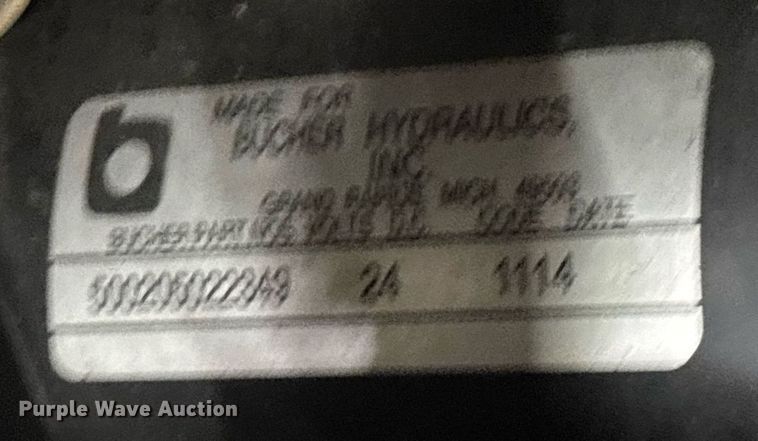 MADE FOR
BUCHER HYDRAULICS,
INC.
GRAND RAPIDS MICH.
BUCHER PART NOS. VOLTS D.C. CODE DATE
500206022349 24 1114
Purple Wave Auction